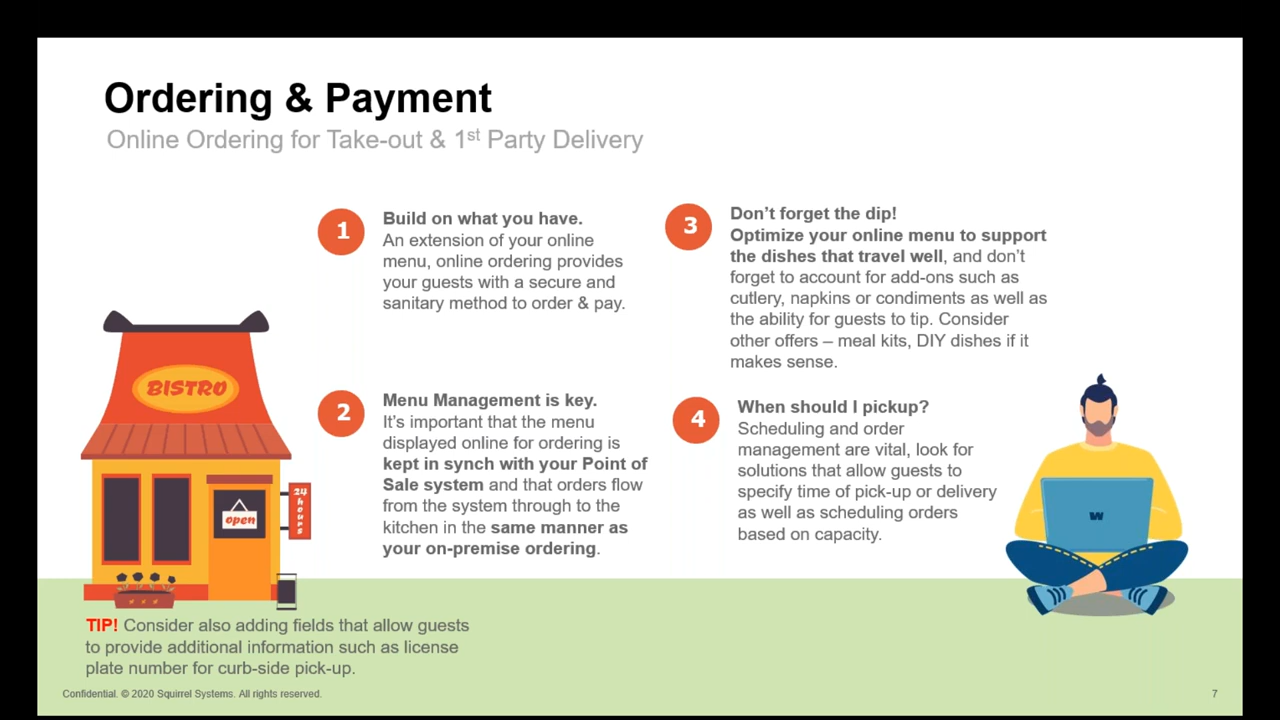 Ordering & Payment
Online Ordering for Take-out & 1st Party Delivery
1
Build on what you have.
An extension of your online
menu, online ordering provides
your guests with a secure and
sanitary method to order & pay.
2
Menu Management is key.
It's important that the menu
displayed online for ordering is
kept in synch with your Point of
Sale system and that orders flow
from the system through to the
kitchen in the same manner as
your on-premise ordering.
3
Don't forget the dip!
Optimize your online menu to support
the dishes that travel well, and don't
forget to account for add-ons such as
cutlery, napkins or condiments as well as
the ability for guests to tip. Consider
other offers – meal kits, DIY dishes if it
makes sense.
4
When should I pickup?
Scheduling and order
management are vital, look for
solutions that allow guests to
specify time of pick-up or delivery
as well as scheduling orders
based on capacity.
BISTRO
open
24 hours
W
TIP! Consider also adding fields that allow guests
to provide additional information such as license
plate number for curb-side pick-up.
Confidential. © 2020 Squirrel Systems. All rights reserved.
7